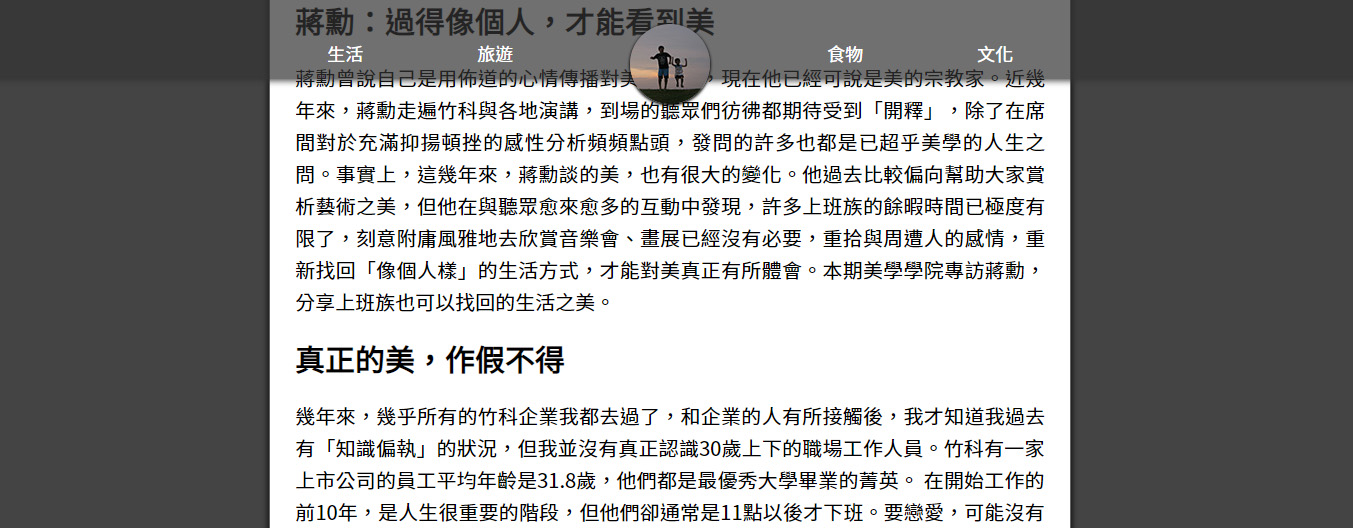 蔣勳：過得像個人，才能看到美
生活 旅遊 食物 文化
蔣勳曾說自己是用佈道的心情傳播對美，現在他已經可說是美的宗教家。近幾
年來，蔣勳走遍竹科與各地演講，到場的聽眾們彷彿都期待受到「開釋」，除了在席
間對於充滿抑揚頓挫的感性分析頻頻點頭，發問的許多也都是已超乎美學的人生之
問。事實上，這幾年來，蔣勳談的美，也有很大的變化。他過去比較偏向幫助大家賞
析藝術之美，但他在與聽眾愈來愈多的互動中發現，許多上班族的餘暇時間已極度有
限了，刻意附庸風雅地去欣賞音樂會、畫展已經沒有必要，重拾與周遭人的感情，重
新找回「像個人樣」的生活方式，才能對美真正有所體會。本期美學學院專訪蔣勳，
分享上班族也可以找回的生活之美。
真正的美，作假不得
幾年來，幾乎所有的竹科企業我都去過了，和企業的人有所接觸後，我才知道我過去
有「知識偏執」的狀況，但我並沒有真正認識30歲上下的職場工作人員。竹科有一家
上市公司的員工平均年齡是31.8歲，他們都是最優秀大學畢業的菁英。 在開始工作的
前10年，是人生很重要的階段，但他們卻通常是11點以後才下班。要戀愛，可能沒有